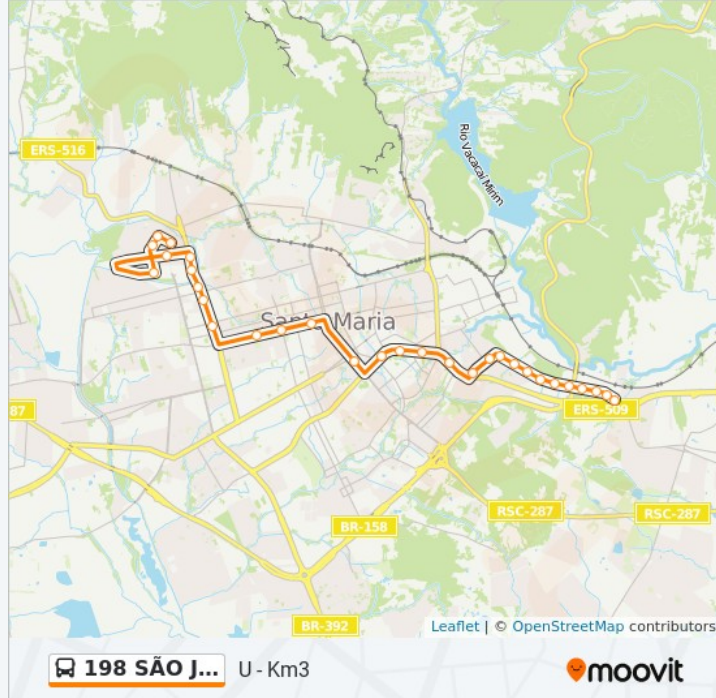 ERS-516
Rio Vacacaí Mirim
Santa Maria
87
ERS-509
RSC-287
RSC-287
BR-158
BR-392
Leaflet | © OpenStreetMap contributors
198 SÃO J... U - Km3
moovit